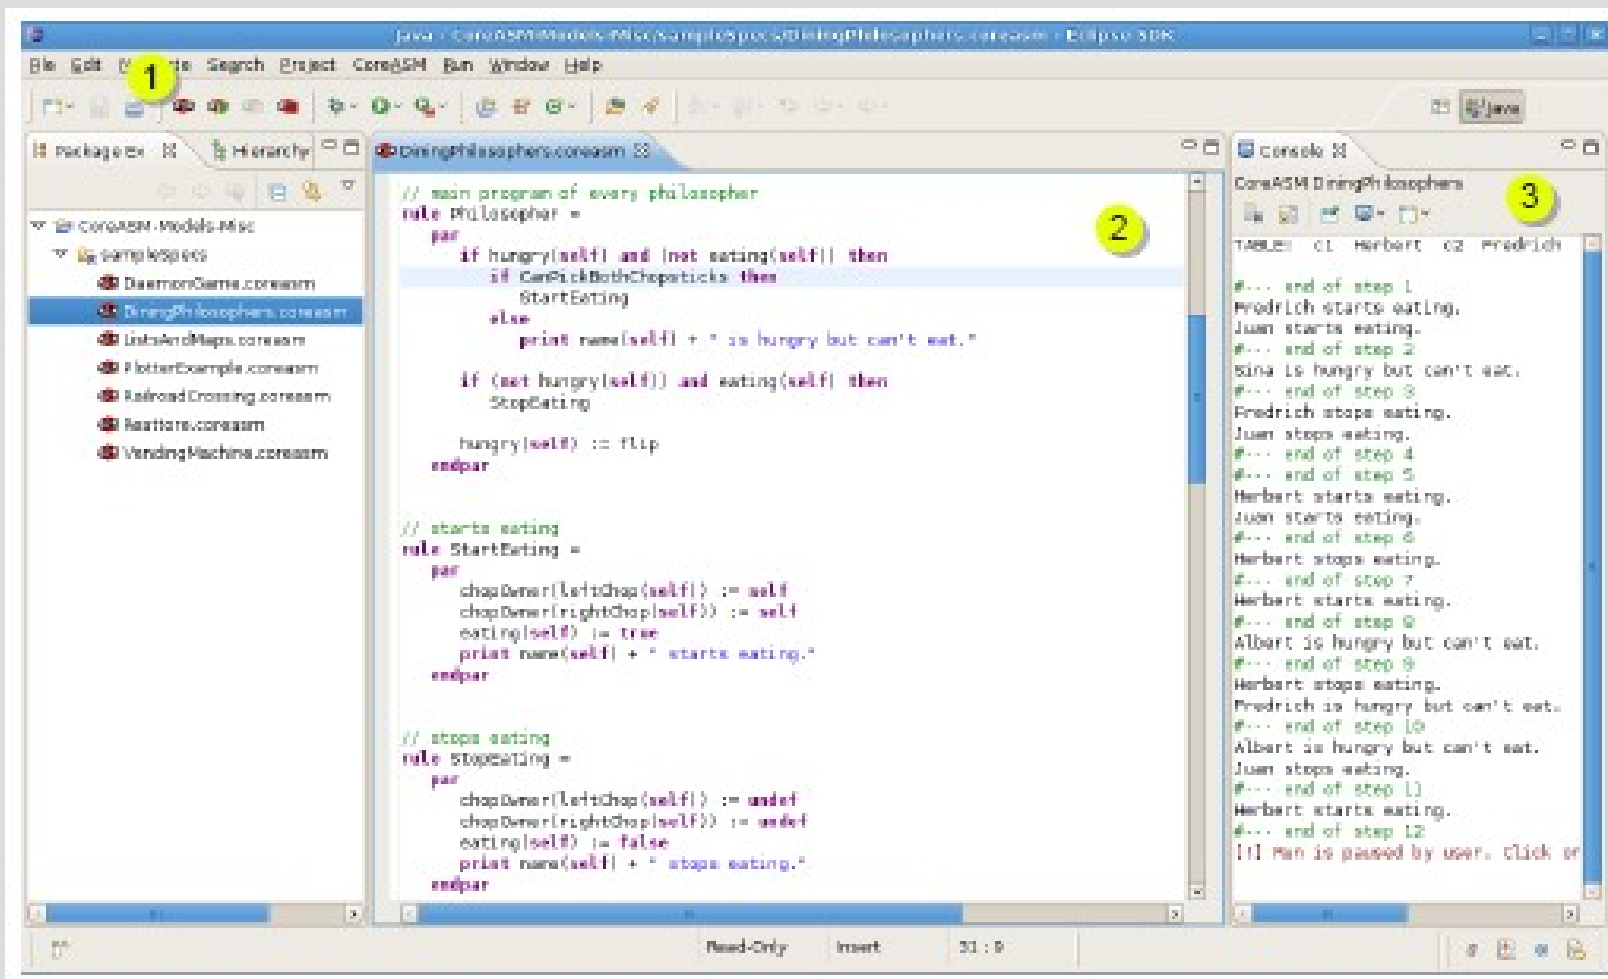 Java - CoreASM-Models-Misc/sampleSpecs/DiningPhilosophers.coreasm - Eclipse SDK
File Edit Search Project CoreASM Run Window Help
1
Java
Package Ex
Hierarchy
CoreASM-Models-Misc
sampleSpecs
DaemonGame.coreasm
DiningPhilosophers.coreasm
ListsAndMaps.coreasm
PlotterExample.coreasm
RailroadCrossing.coreasm
VendingMachine.coreasm
DiningPhilosophers.coreasm
2
// main program of every philosopher
rule Philosopher =
par
if hungry(self) and (not eating(self)) then
if CanPickBothChopsticks then
StartEating
else
print name(self) + " is hungry but can't eat."
if (not hungry(self)) and eating(self) then
StopEating
hungry(self) := flip
endpar
// starts eating
rule StartEating =
par
chopOwner(leftChop(self)) := self
chopOwner(rightChop(self)) := self
eating(self) := true
print name(self) + " starts eating."
endpar
// stops eating
rule StopEating =
par
chopOwner(leftChop(self)) := undef
chopOwner(rightChop(self)) := undef
eating(self) := false
print name(self) + " stops eating."
endpar
Console
3
CoreASM DiningPhilosophers
TABLE: c1 Herbert c2 Fredrich
#--- end of step 1
Fredrich starts eating.
Juan starts eating.
#--- end of step 2
Sina is hungry but can't eat.
#--- end of step 3
Fredrich stops eating.
Juan stops eating.
#--- end of step 4
#--- end of step 5
Herbert starts eating.
Juan starts eating.
#--- end of step 6
Herbert stops eating.
#--- end of step 7
Herbert starts eating.
#--- end of step 8
Albert is hungry but can't eat.
#--- end of step 9
Herbert stops eating.
Fredrich is hungry but can't eat.
#--- end of step 10
Albert is hungry but can't eat.
Juan stops eating.
#--- end of step 11
Herbert starts eating.
#--- end of step 12
[!] Run is paused by user. Click on
Read-Only Insert 31 : 9